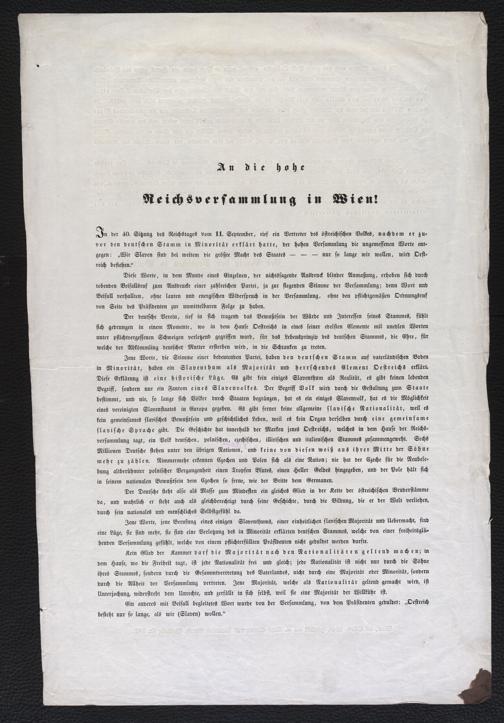 An die hohe
Reichsversammlung in Wien!
In der 40. Sitzung des Reichstages vom 11. September, rief ein Vertreter des östreichischen Volkes, nachdem er zu-
vor den deutschen Stamm in Minorität erklärt hatte, der hohen Versammlung die ungemessenen Worte ent-
gegen: „Wir Slaven sind bei weitem die größte Macht des Staates — — — nur so lange wir wollen, wird Oest-
reich bestehen.“
Diese Worte, in dem Munde eines Einzelnen, der nichtssagende Ausdruck blinder Anmassung, erhoben sich durch
tobenden Beifallsruf zum Ausdrucke einer zahlreichen Partei, ja zur siegenden Stimme der Versammlung; denn Wort und
Beifall verhallten, ohne lauten und energischen Widerspruch in der Versammlung, ohne den pflichtgemäßen Ordnungsruf
von Seite des Präsidenten zur unmittelbaren Folge zu haben.
Der deutsche Verein, tief in sich tragend das Bewußtsein der Würde und Interessen seines Stammes, fühlt
sich gedrungen in einem Momente, wo in dem Hause Oestreichs in eines seiner edelsten Elemente mit unedlen Worten
unter pflichtvergessenem Schweigen verletzend gegriffen ward, für das Lebensprinzip des deutschen Stammes, die Ehre, für
welche der Abkömmling deutscher Mutter erstorben wird, in die Schranken zu treten.
Jene Worte, die Stimme einer bedeutenden Partei, haben den deutschen Stamm auf vaterländischem Boden
in Minorität, haben ein Slaventhum als Majorität und herrschendes Element Oestreichs erklärt.
Diese Erklärung ist eine historische Lüge. Es gibt kein einiges Slaventhum als Realität, es gibt keinen lebenden
Begriff, sondern nur ein Fantom eines Slavenvolkes. Der Begriff Volk wird durch die Gestaltung zum Staate
bestimmt, und nie, so lange sich Völker durch Staaten begränzen, hat es ein einiges Slavenvolk, hat es die Möglichkeit
eines vereinigten Slavenstaates in Europa gegeben. Es gibt ferner keine allgemeine slavische Nationalität, weil es
kein gemeinsames slavisches Bewußtsein und geschichtliches Leben, weil es kein Organ derselben durch eine gemeinsame
slavische Sprache gibt. Die Geschichte hat innerhalb der Marken jenes Oestreichs, welches in dem Hause der Reichs-
versammlung tagt, ein Volk deutschen, polnischen, czechischen, illirischen und italienischen Stammes zusammengeweht. Sechs
Millionen Deutsche stehen unter den übrigen Nationen, und keine von diesen weiß aus ihrer Mitte der Söhne
mehr zu zählen. Nimmermehr erkennen Czechen und Polen sich als eine Nation; nie hat der Czeche für die Neubele-
bung altberühmter polnischer Vergangenheit einen Tropfen Blutes, einen Heller Geldes hingegeben, und der Pole hält sich
in seinem nationalen Bewußtsein dem Czechen so ferne, wie der Britte dem Germanen.
Der Deutsche steht also als Masse zum Mindesten ein gleiches Glied in der Kette der östreichischen Bruderstämme
da, und wahrlich er steht auch als gleichberechtigt durch seine Geschichte, durch die Bildung, die er der Welt verliehen,
durch sein nationales und menschliches Selbstgefühl da.
Jene Worte, jene Berufung eines einigen Slaventhums, einer einheitlichen slavischen Majorität und Uebermacht, sind
eine Lüge, sie sind mehr, sie sind eine Verletzung des in Minorität erklärten deutschen Stammes, welche von einer freiheitsglü-
henden Versammlung gefühlt, welche von einem pflichterfüllten Präsidenten nicht geduldet werden durfte.
Kein Glied der Kammer darf die Majorität nach den Nationalitäten geltend machen; in
dem Hause, wo die Freiheit tagt, ist jede Nationalität frei und gleich; jede Nationalität ist nicht nur durch die Söhne
ihres Stammes, sondern durch die Gesammtvertretung des Vaterlandes, nicht durch eine Majorität oder Minorität, sondern
durch die Allheit der Versammlung vertreten. Jene Majorität, welche als Nationalität geltend gemacht wird, ist
Unterjochung, widerstrebt dem Unrechte, und zerfällt in sich selbst, weil sie eine Majorität der Willkühr ist.
Ein anderes mit Beifall begleitetes Wort wurde von der Versammlung, von dem Präsidenten geduldet: „Oestreich
besteht nur so lange, als wir (Slaven) wollen.“